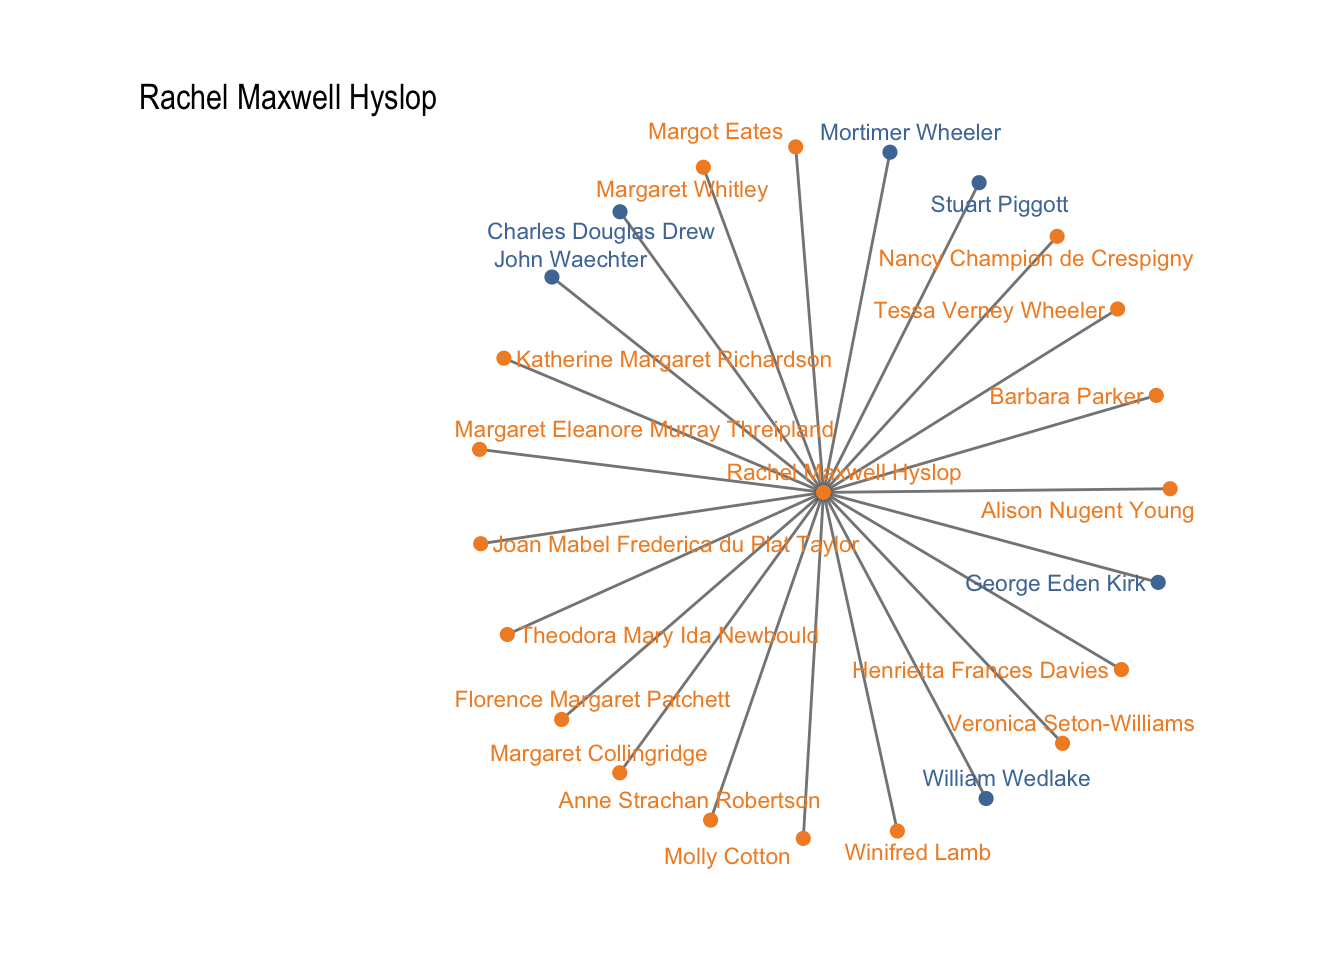 Rachel Maxwell Hyslop
Margot Eates
Mortimer Wheeler
Margaret Whitley
Stuart Piggott
Charles Douglas Drew
John Waechter
Nancy Champion de Crespigny
Tessa Verney Wheeler
Katherine Margaret Richardson
Barbara Parker
Margaret Eleanore Murray Threipland
Rachel Maxwell Hyslop
Alison Nugent Young
Joan Mabel Frederica du Plat Taylor
George Eden Kirk
Theodora Mary Ida Newbould
Henrietta Frances Davies
Florence Margaret Patchett
Veronica Seton-Williams
Margaret Collingridge
William Wedlake
Anne Strachan Robertson
Molly Cotton
Winifred Lamb